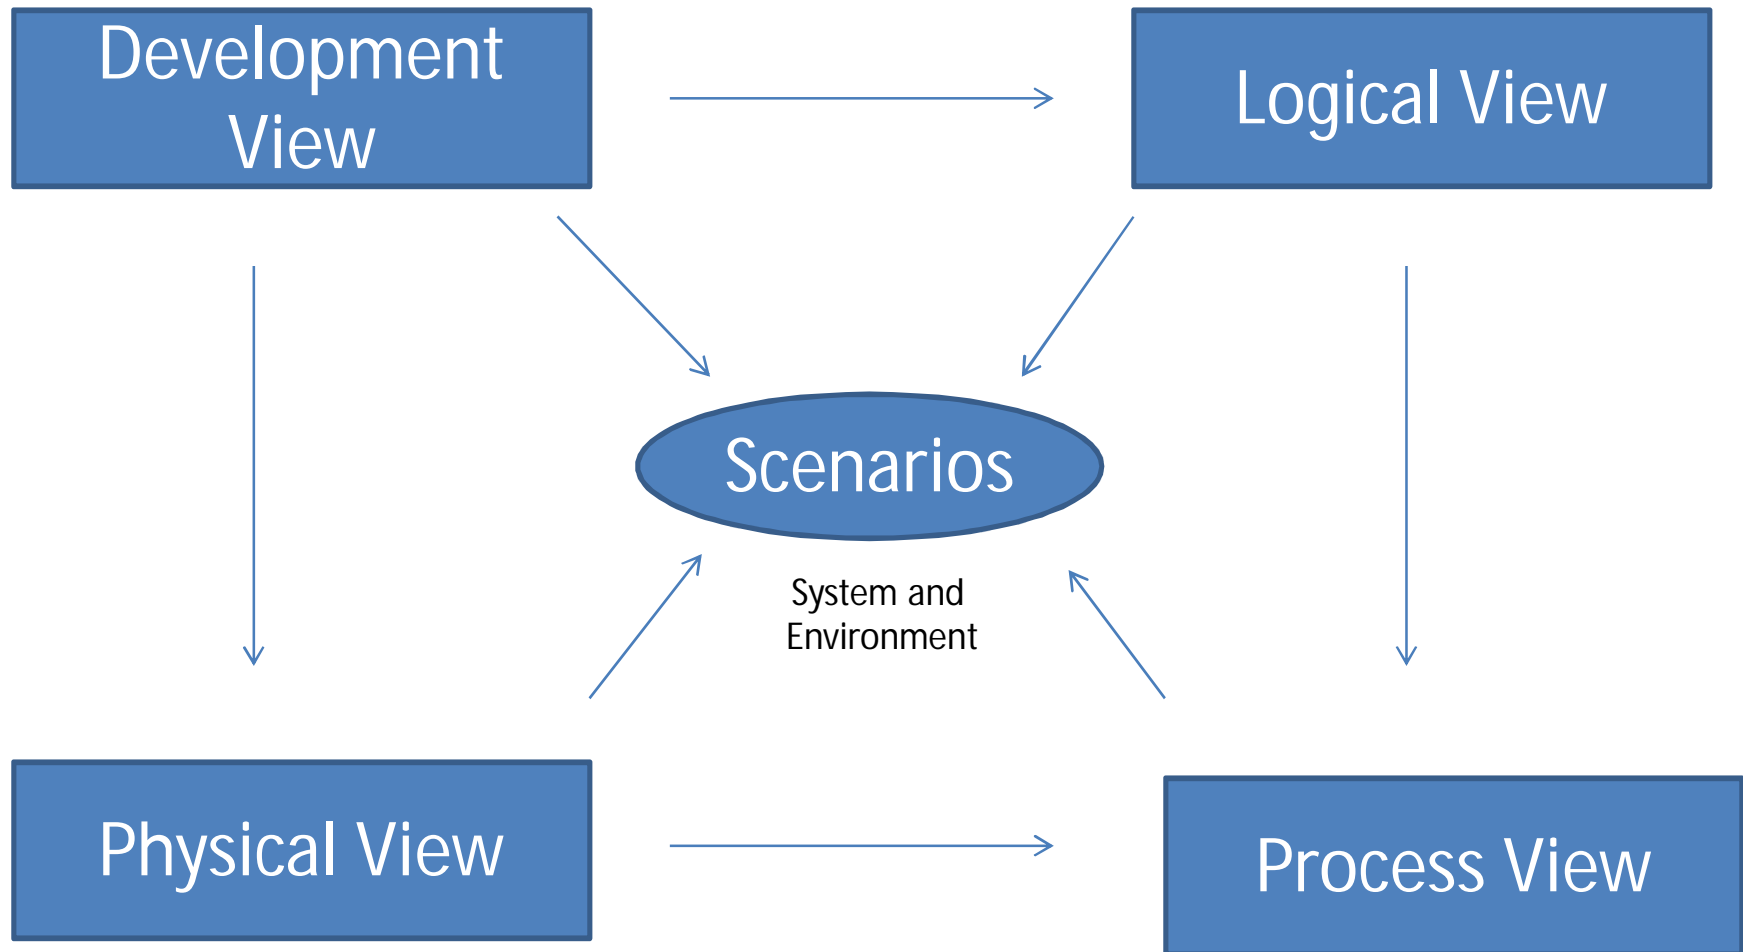 Development
View
Logical View
Scenarios
System and
Environment
Physical View
Process View